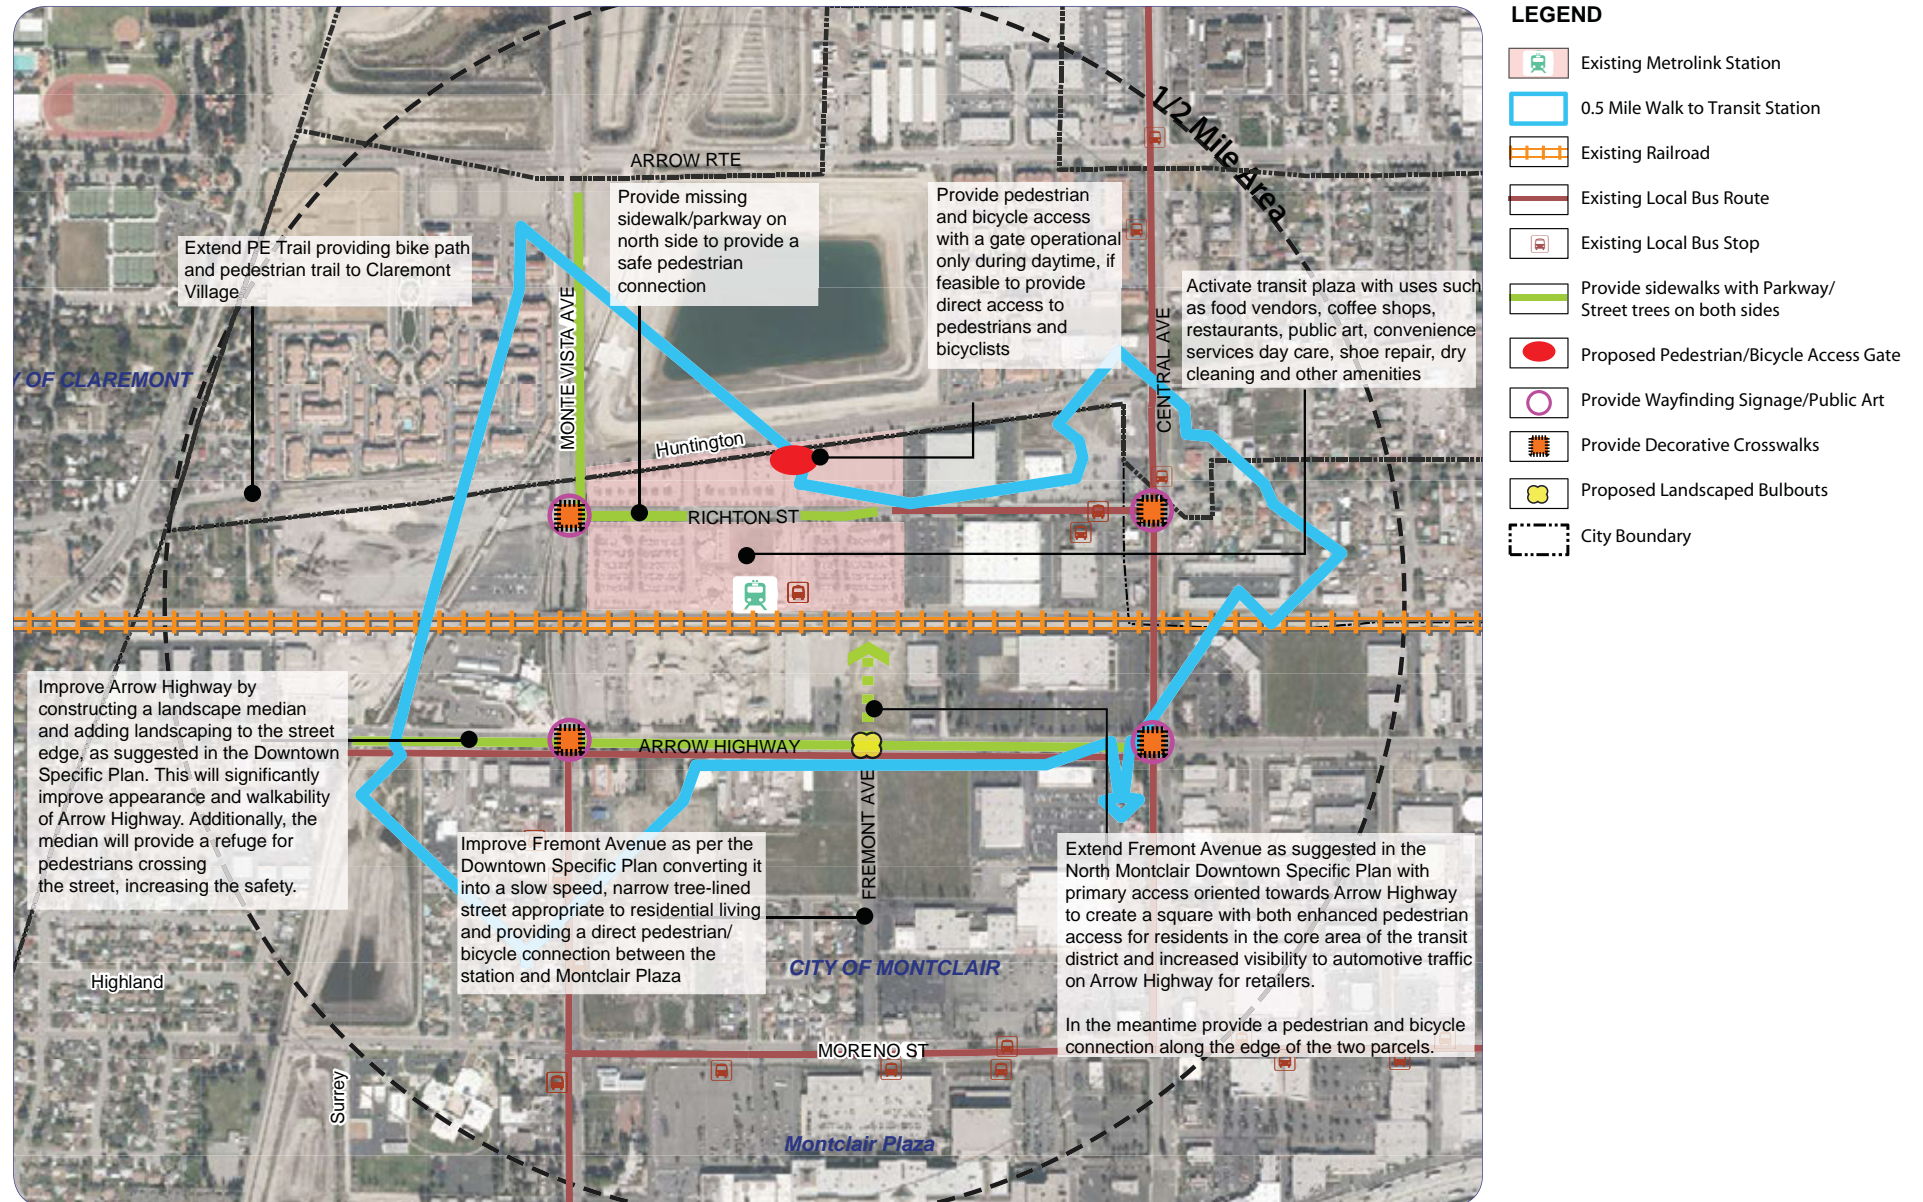 LEGEND
Existing Metrolink Station
0.5 Mile Walk to Transit Station
Existing Railroad
Existing Local Bus Route
Existing Local Bus Stop
Provide sidewalks with Parkway/
Street trees on both sides
Proposed Pedestrian/Bicycle Access Gate
Provide Wayfinding Signage/Public Art
Provide Decorative Crosswalks
Proposed Landscaped Bulbouts
City Boundary
1/2 Mile Area
ARROW RTE
Provide missing
sidewalk/parkway on
north side to provide a
safe pedestrian
connection
Provide pedestrian
and bicycle access
with a gate operational
only during daytime, if
feasible to provide
direct access to
pedestrians and
bicyclists
Extend PE Trail providing bike path
and pedestrian trail to Claremont
Village
Activate transit plaza with uses such
as food vendors, coffee shops,
restaurants, public art, convenience
services day care, shoe repair, dry
cleaning and other amenities
Y OF CLAREMONT
MONTE VISTA AVE
CENTRAL AVE
Huntington
RICHTON ST
Improve Arrow Highway by
constructing a landscape median
and adding landscaping to the street
edge, as suggested in the Downtown
Specific Plan. This will significantly
improve appearance and walkability
of Arrow Highway. Additionally, the
median will provide a refuge for
pedestrians crossing
the street, increasing the safety.
ARROW HIGHWAY
FREMONT AVE
Improve Fremont Avenue as per the
Downtown Specific Plan converting it
into a slow speed, narrow tree-lined
street appropriate to residential living
and providing a direct pedestrian/
bicycle connection between the
station and Montclair Plaza
Extend Fremont Avenue as suggested in the
North Montclair Downtown Specific Plan with
primary access oriented towards Arrow Highway
to create a square with both enhanced pedestrian
access for residents in the core area of the transit
district and increased visibility to automotive traffic
on Arrow Highway for retailers.
In the meantime provide a pedestrian and bicycle
connection along the edge of the two parcels.
CITY OF MONTCLAIR
Highland
MORENO ST
Surrey
Montclair Plaza